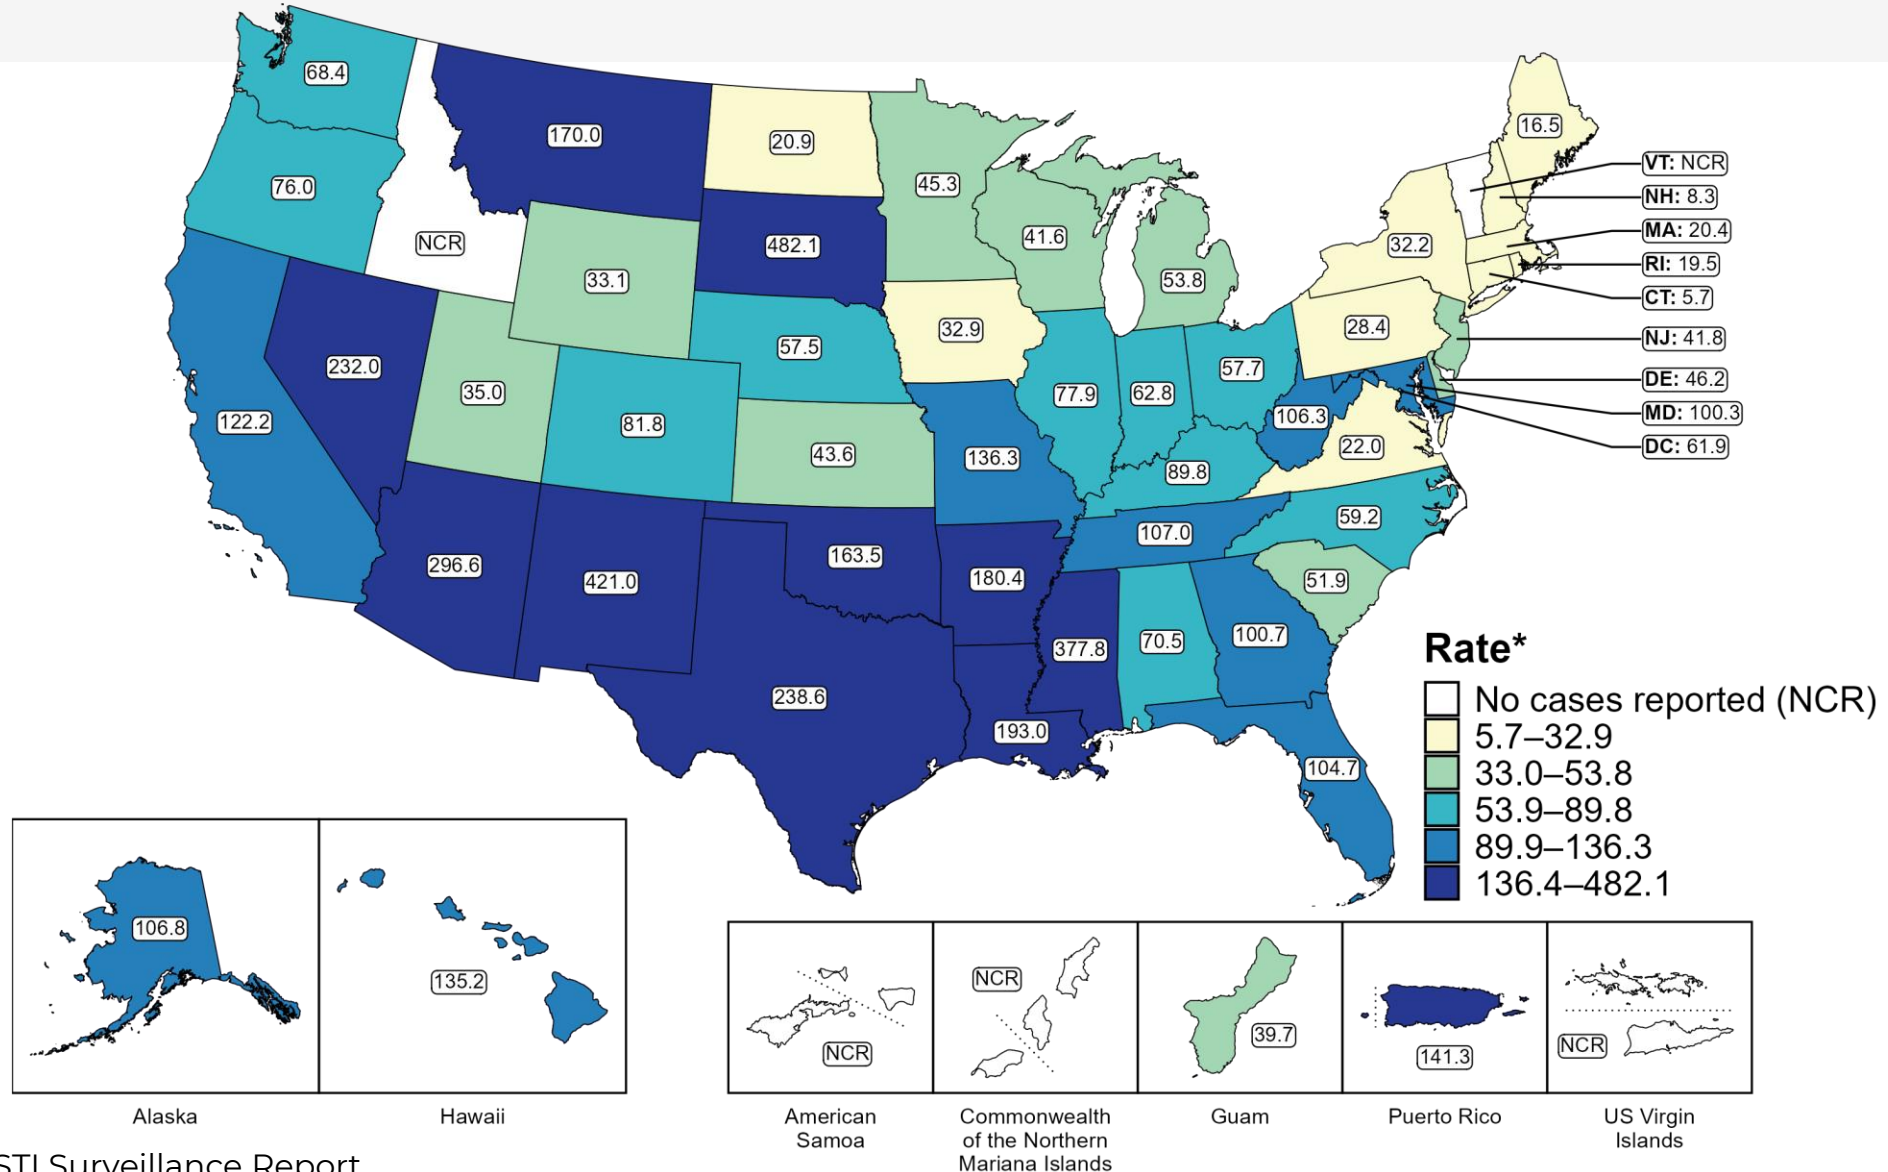 68.4
170.0
20.9
16.5
45.3
VT: NCR
NH: 8.3
76.0
NCR
482.1
41.6
32.2
MA: 20.4
RI: 19.5
33.1
53.8
CT: 5.7
232.0
57.5
32.9
28.4
NJ: 41.8
35.0
77.9
62.8
57.7
DE: 46.2
122.2
81.8
106.3
MD: 100.3
43.6
136.3
22.0
DC: 61.9
89.8
296.6
163.5
107.0
59.2
421.0
180.4
51.9
377.8
70.5
100.7
238.6
193.0
104.7
Rate*
No cases reported (NCR)
5.7–32.9
33.0–53.8
53.9–89.8
89.9–136.3
136.4–482.1
106.8
135.2
NCR
NCR
39.7
141.3
NCR
Alaska
Hawaii
American
Samoa
Commonwealth
of the Northern
Mariana Islands
Guam
Puerto Rico
US Virgin
Islands
STI Surveillance Report